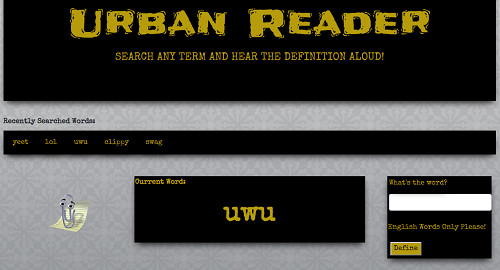 Urban Reader
SEARCH ANY TERM AND HEAR THE DEFINITION ALOUD!
Recently Searched Words:
yeet lol uwu clippy swag
Current Word:
uwu
What's the word?
English Words Only Please!
Define